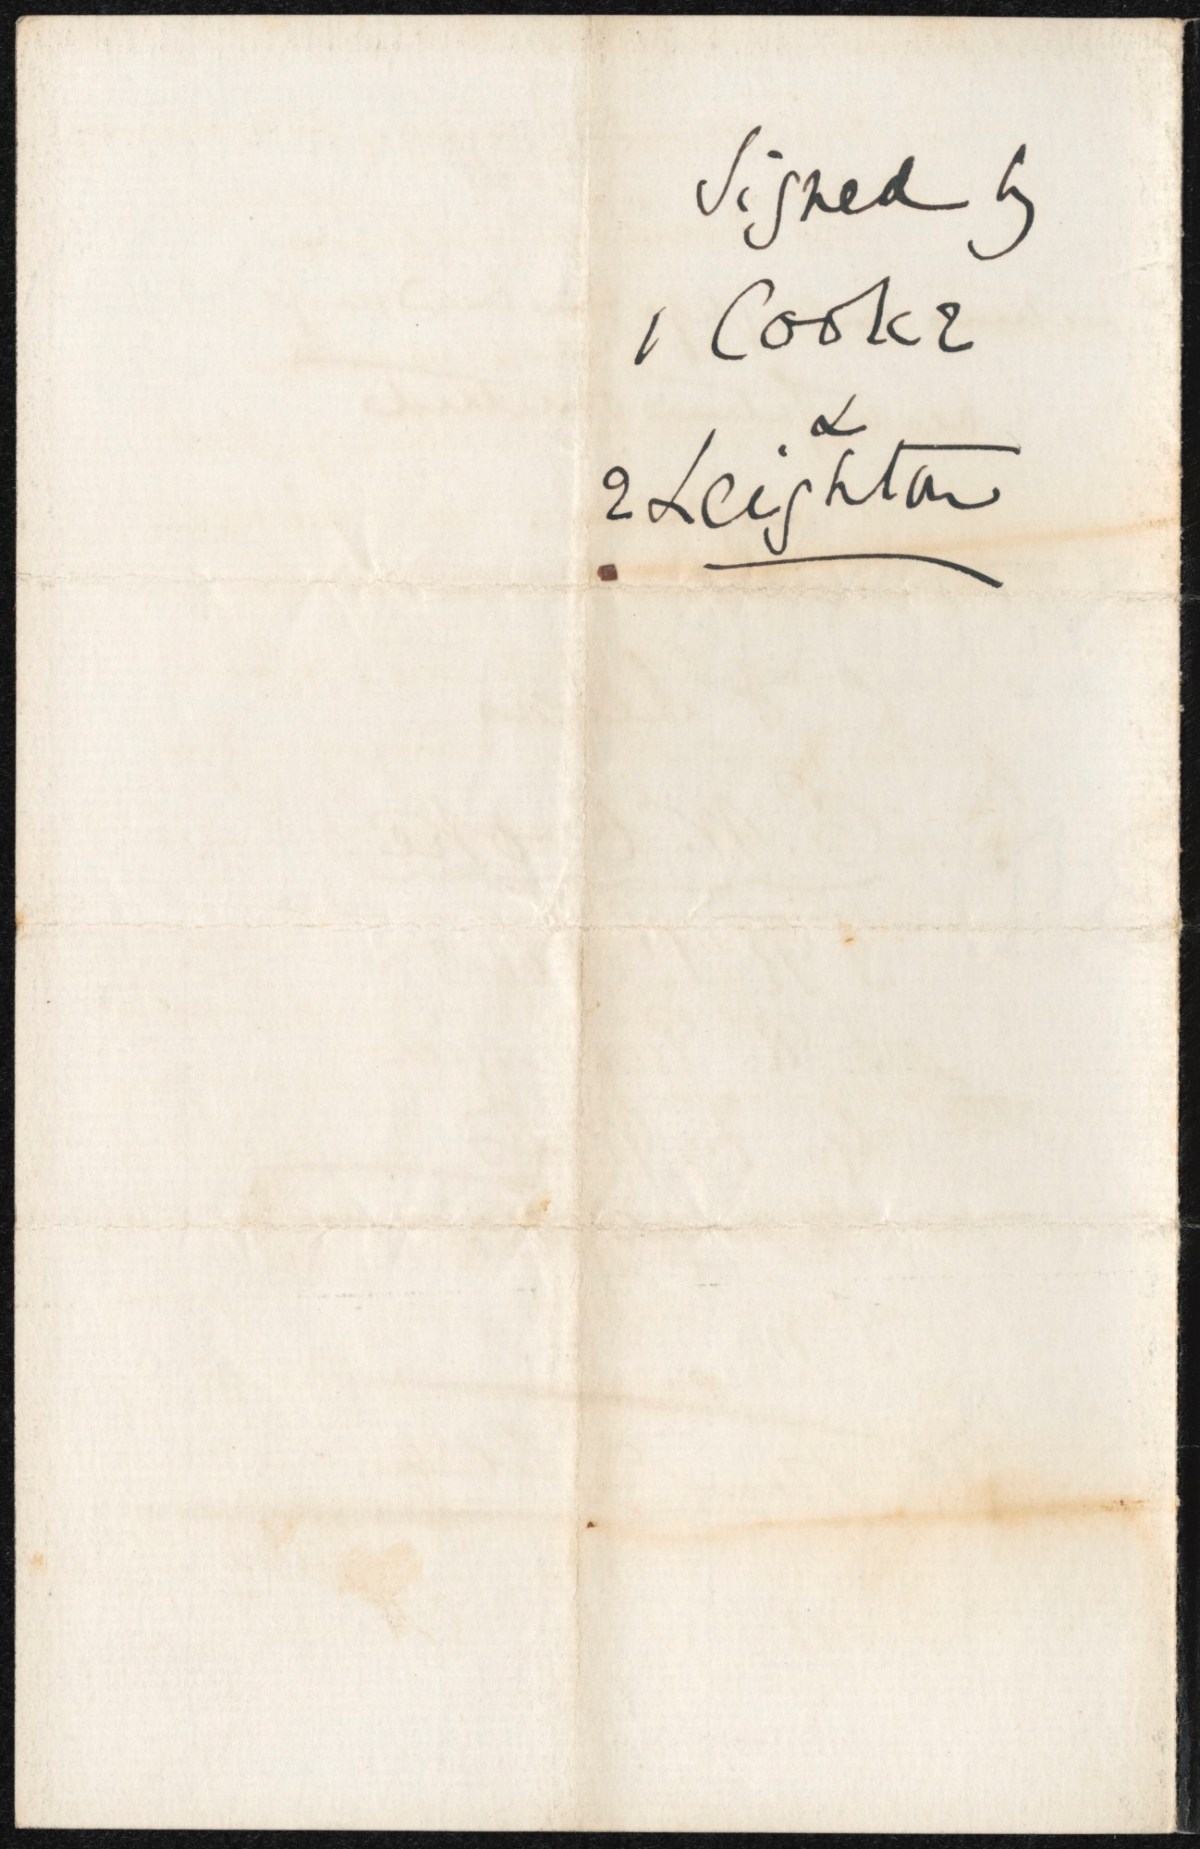 Signed by
1 Cooke
&
2 Leighton